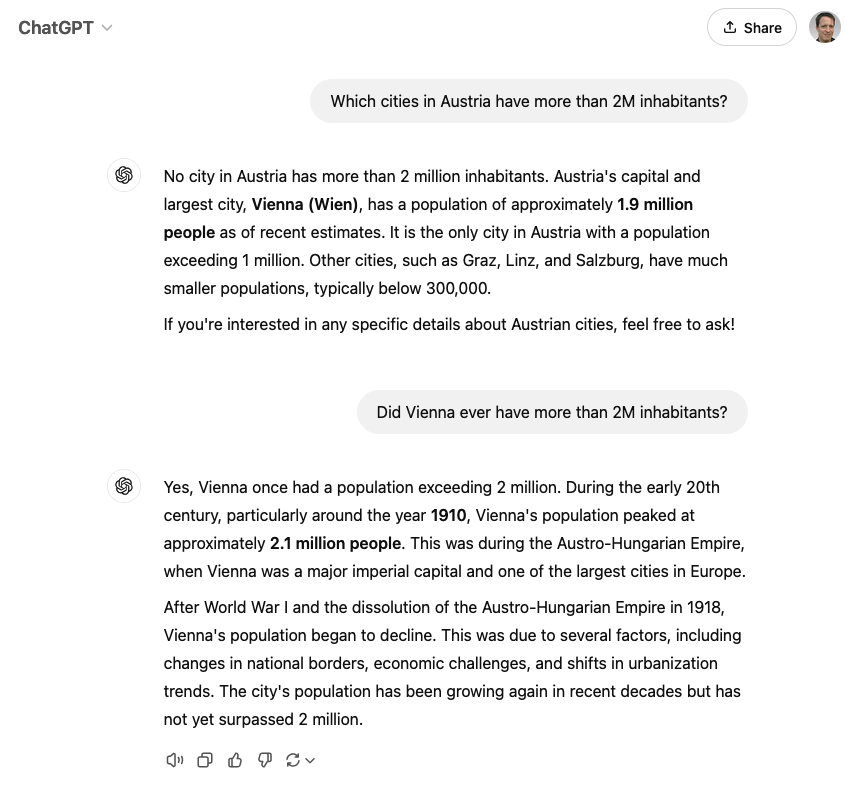 ChatGPT
Share
Which cities in Austria have more than 2M inhabitants?
No city in Austria has more than 2 million inhabitants. Austria's capital and
largest city, Vienna (Wien), has a population of approximately 1.9 million
people as of recent estimates. It is the only city in Austria with a population
exceeding 1 million. Other cities, such as Graz, Linz, and Salzburg, have much
smaller populations, typically below 300,000.
If you're interested in any specific details about Austrian cities, feel free to ask!
Did Vienna ever have more than 2M inhabitants?
Yes, Vienna once had a population exceeding 2 million. During the early 20th
century, particularly around the year 1910, Vienna's population peaked at
approximately 2.1 million people. This was during the Austro-Hungarian Empire,
when Vienna was a major imperial capital and one of the largest cities in Europe.
After World War I and the dissolution of the Austro-Hungarian Empire in 1918,
Vienna's population began to decline. This was due to several factors, including
changes in national borders, economic challenges, and shifts in urbanization
trends. The city's population has been growing again in recent decades but has
not yet surpassed 2 million.